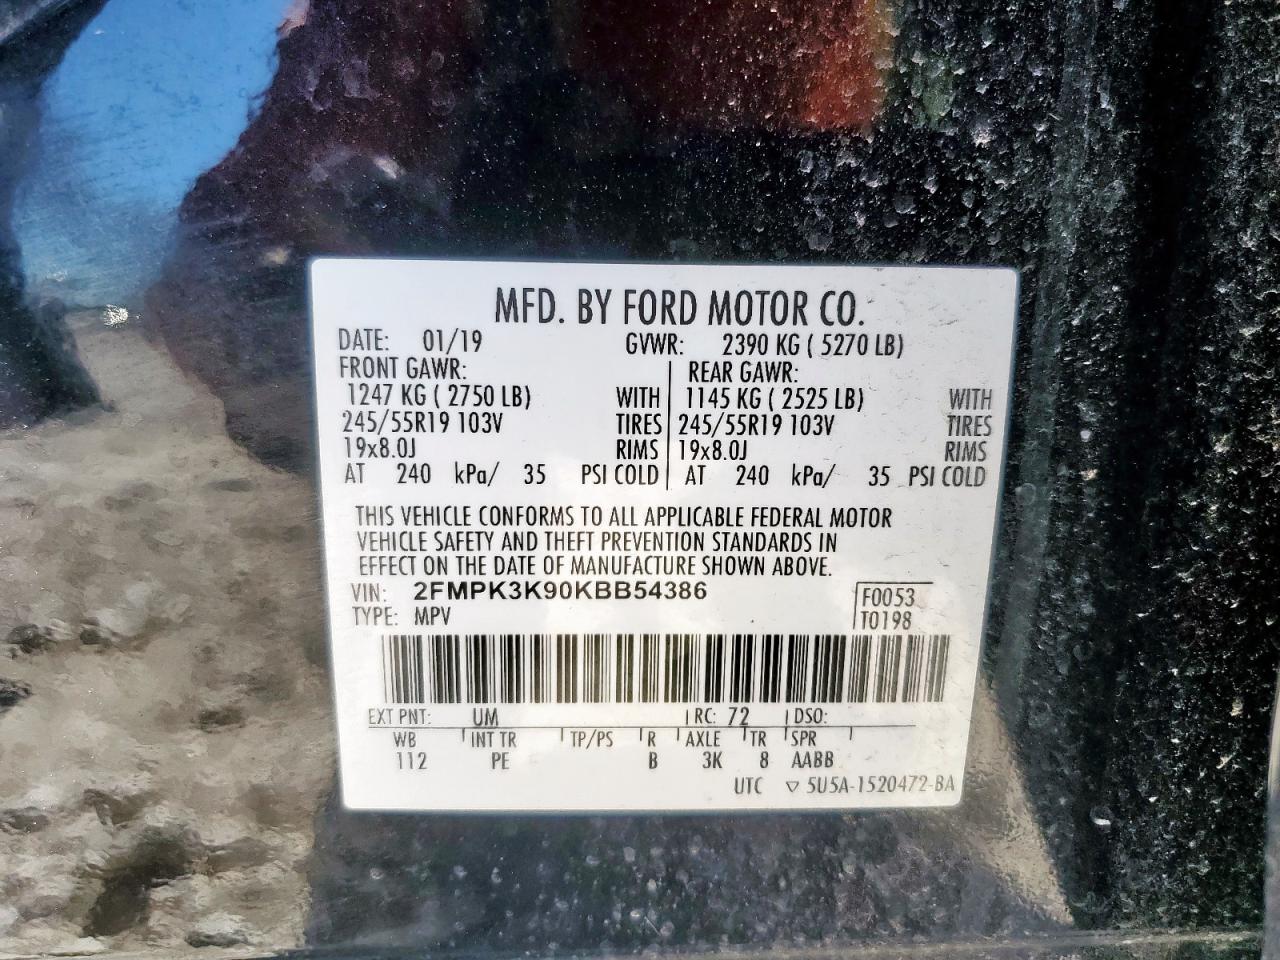 MFD. BY FORD MOTOR CO.
DATE: 01/19 GVWR: 2390 KG ( 5270 LB)
FRONT GAWR: REAR GAWR:
1247 KG ( 2750 LB) WITH 1145 KG ( 2525 LB) WITH
245/55R19 103V TIRES 245/55R19 103V TIRES
19x8.0J RIMS 19x8.0J RIMS
AT 240 kPa/ 35 PSI COLD AT 240 kPa/ 35 PSI COLD
THIS VEHICLE CONFORMS TO ALL APPLICABLE FEDERAL MOTOR
VEHICLE SAFETY AND THEFT PREVENTION STANDARDS IN
EFFECT ON THE DATE OF MANUFACTURE SHOWN ABOVE.
VIN: 2FMPK3K90KBB54386 F0053
TYPE: MPV T0198
EXT PNT: UM RC: 72 DSO:
WB INT TR TP/PS R AXLE TR SPR
112 PE B 3K 8 AABB
UTC ▽ 5U5A-1520472-BA